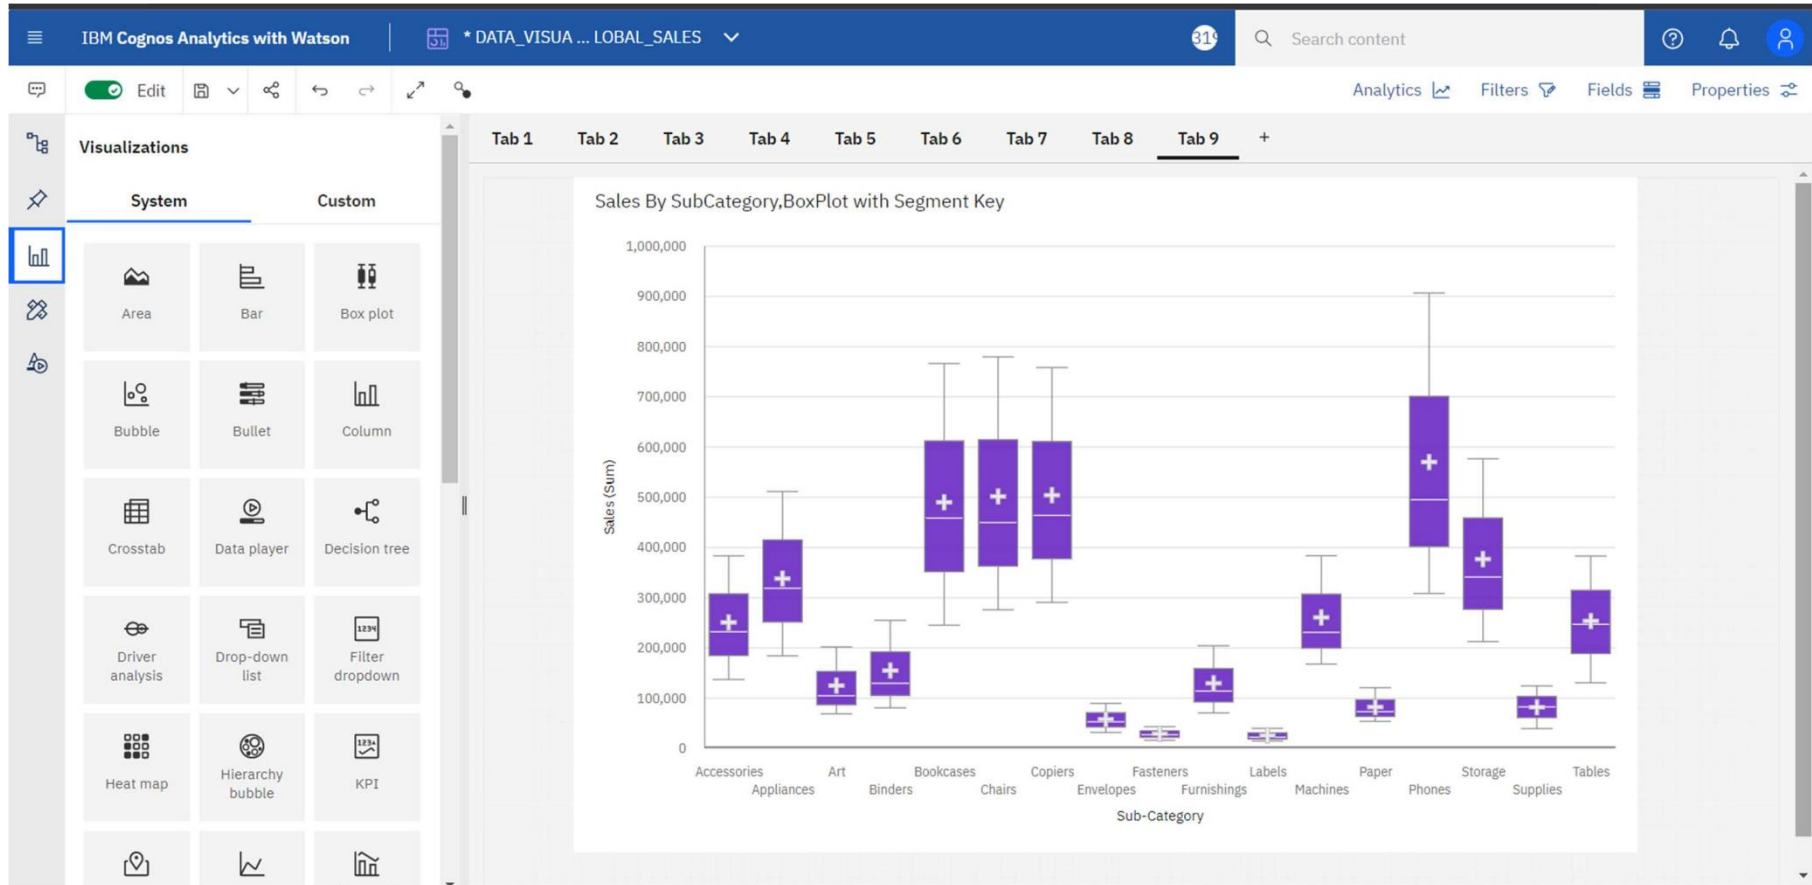 IBM Cognos Analytics with Watson
* DATA_VISUA ... LOBAL_SALES
Search content
Edit
Analytics
Filters
Fields
Properties
Visualizations
System
Custom
Area
Bar
Box plot
Bubble
Bullet
Column
Crosstab
Data player
Decision tree
Driver
analysis
Drop-down
list
1234
Filter
dropdown
Heat map
Hierarchy
bubble
KPI
Tab 1
Tab 2
Tab 3
Tab 4
Tab 5
Tab 6
Tab 7
Tab 8
Tab 9
+
Sales By SubCategory,BoxPlot with Segment Key
1,000,000
900,000
800,000
700,000
600,000
500,000
400,000
300,000
200,000
100,000
0
Sales (Sum)
Accessories
Appliances
Art
Binders
Bookcases
Chairs
Copiers
Envelopes
Fasteners
Furnishings
Labels
Machines
Paper
Phones
Storage
Supplies
Tables
Sub-Category